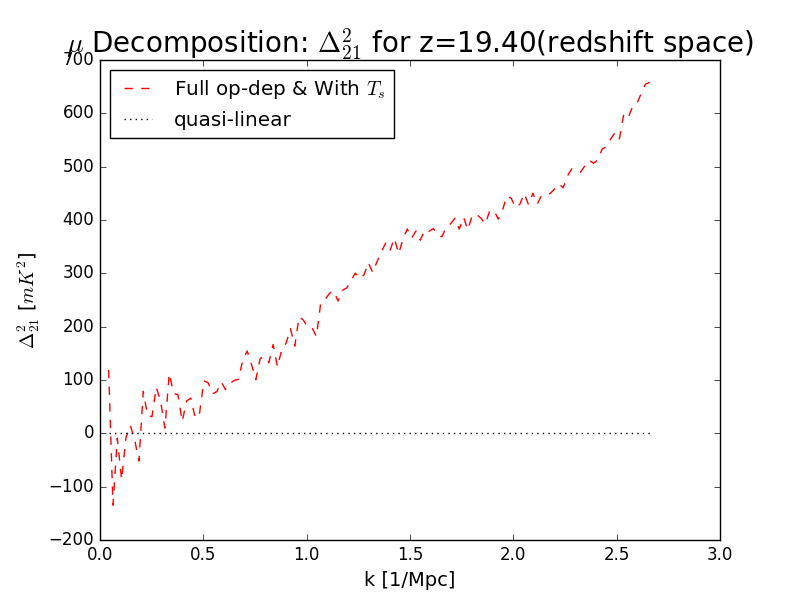 μ Decomposition: Δ²₂₁ for z=19.40(redshift space)
700
600
500
400
300
200
100
0
−100
−200
Full op-dep & With Tₛ
quasi-linear
Δ²₂₁ [mK²]
0.0 0.5 1.0 1.5 2.0 2.5 3.0
k [1/Mpc]